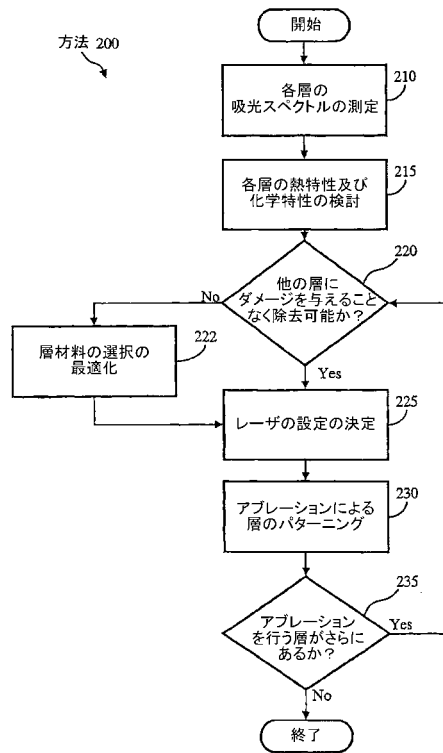 開始
方法 200
210
各層の
吸光スペクトルの測定
215
各層の熱特性及び
化学特性の検討
220
他の層に
ダメージを与えること
なく除去可能か?
No
Yes
222
層材料の選択の
最適化
225
レーザの設定の決定
230
アブレーションによる
層のパターニング
235
アブレーション
を行う層がさらに
あるか?
Yes
No
終了